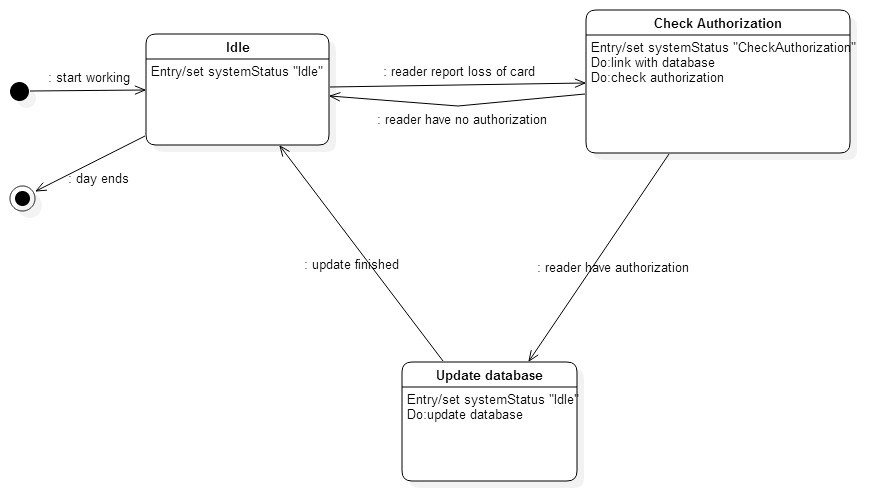 Idle
Entry/set systemStatus "Idle"
Check Authorization
Entry/set systemStatus "CheckAuthorization"
Do:link with database
Do:check authorization
: start working
: reader report loss of card
: reader have no authorization
: day ends
: update finished
: reader have authorization
Update database
Entry/set systemStatus "Idle"
Do:update database